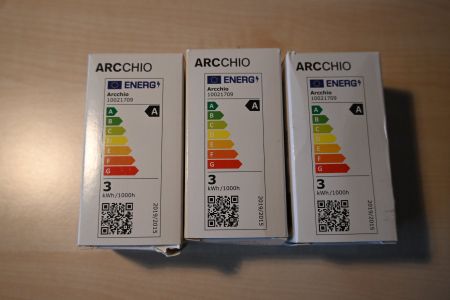 ARCCHIO
ENERG
Arcchio
10021709
A
B
C
D
E
F
G
A
3
kWh/1000h
2019/2015
ARCCHIO
ENERG
Arcchio
10021709
A
B
C
D
E
F
G
A
3
kWh/1000h
2019/2015
ARCCHIO
ENERG
Arcchio
10021709
A
B
C
D
E
F
G
A
3
kWh/1000h
2019/2015